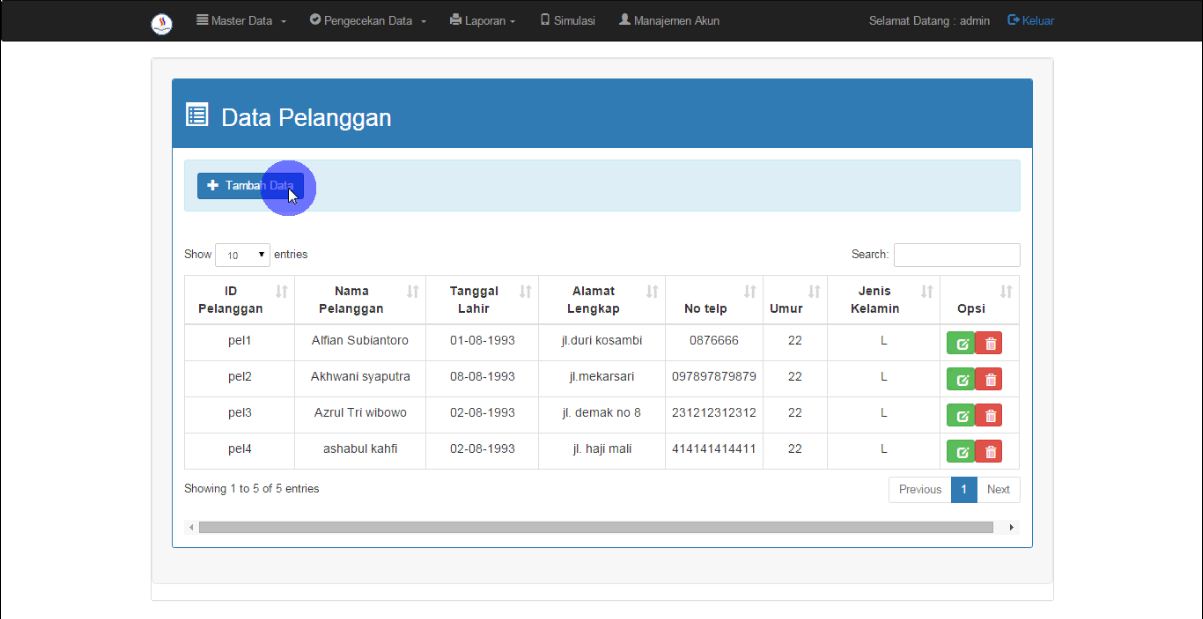 Master Data Pengecekan Data Laporan Simulasi Manajemen Akun Selamat Datang : admin Keluar
Data Pelanggan
Tambah Data
Show 10 entries
Search:
ID Pelanggan Nama Pelanggan Tanggal Lahir Alamat Lengkap No telp Umur Jenis Kelamin Opsi
pel1 Alfian Subiantoro 01-08-1993 jl.duri kosambi 0876666 22 L
pel2 Akhwani syaputra 08-08-1993 jl.mekarsari 097897879879 22 L
pel3 Azrul Tri wibowo 02-08-1993 jl. demak no 8 231212312312 22 L
pel4 ashabul kahfi 02-08-1993 jl. haji mali 414141414411 22 L
Showing 1 to 5 of 5 entries
Previous 1 Next